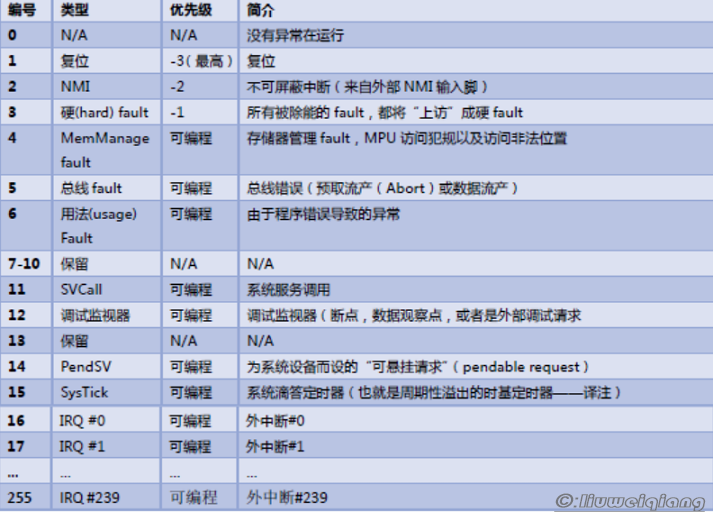 编号 类型 优先级 简介
0 N/A N/A 没有异常在运行
1 复位 -3(最高) 复位
2 NMI -2 不可屏蔽中断(来自外部 NMI 输入脚)
3 硬(hard) fault -1 所有被除能的 fault,都将“上访”成硬 fault
4 MemManage 可编程 存储器管理 fault,MPU 访问犯规以及访问非法位置
fault
5 总线 fault 可编程 总线错误(预取流产(Abort)或数据流产)
6 用法(usage) 可编程 由于程序错误导致的异常
Fault
7-10 保留 N/A N/A
11 SVCall 可编程 系统服务调用
12 调试监视器 可编程 调试监视器(断点,数据观察点,或者是外部调试请求
13 保留 N/A N/A
14 PendSV 可编程 为系统设备而设的“可悬挂请求”(pendable request)
15 SysTick 可编程 系统滴答定时器(也就是周期性溢出的时基定时器——译注)
16 IRQ #0 可编程 外中断#0
17 IRQ #1 可编程 外中断#1
... ... ... ...
255 IRQ #239 可编程 外中断#239
©:liuweiqiang